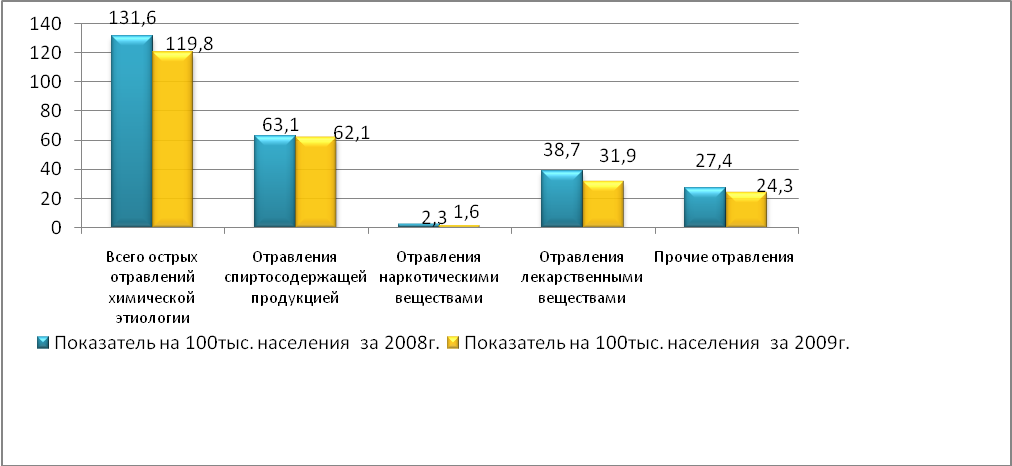 140
120
100
80
60
40
20
0
131,6
119,8
63,1
62,1
2,3
1,6
38,7
31,9
27,4
24,3
Всего острых
отравлений
химической
этиологии
Отравления
спиртосодержащей
продукцией
Отравления
наркотическими
веществами
Отравления
лекарственными
веществами
Прочие отравления
Показатель на 100тыс. населения за 2008г.
Показатель на 100тыс. населения за 2009г.